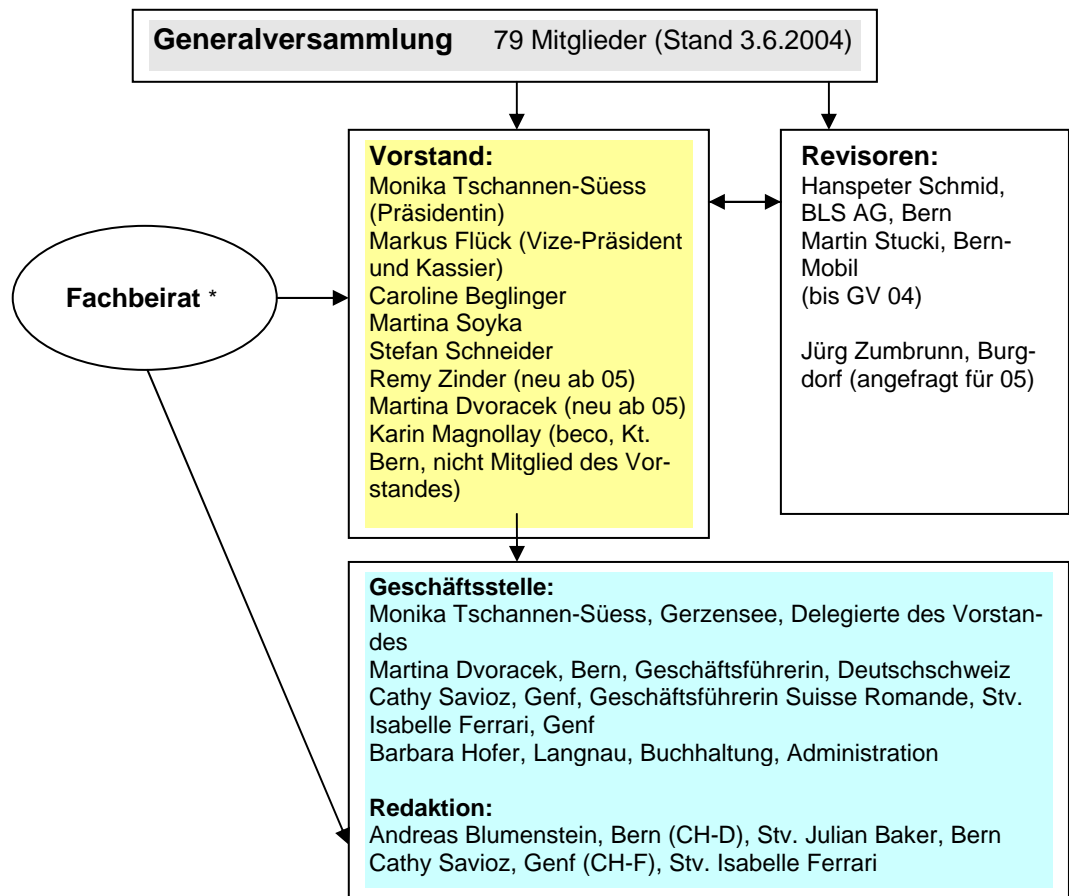 Generalversammlung 79 Mitglieder (Stand 3.6.2004)
Fachbeirat *
Vorstand:
Monika Tschannen-Süess
(Präsidentin)
Markus Flück (Vize-Präsident
und Kassier)
Caroline Beglinger
Martina Soyka
Stefan Schneider
Remy Zinder (neu ab 05)
Martina Dvoracek (neu ab 05)
Karin Magnollay (beco, Kt.
Bern, nicht Mitglied des Vor-
standes)
Revisoren:
Hanspeter Schmid,
BLS AG, Bern
Martin Stucki, Bern-
Mobil
(bis GV 04)
Jürg Zumbrunn, Burg-
dorf (angefragt für 05)
Geschäftsstelle:
Monika Tschannen-Süess, Gerzensee, Delegierte des Vorstan-
des
Martina Dvoracek, Bern, Geschäftsführerin, Deutschschweiz
Cathy Savioz, Genf, Geschäftsführerin Suisse Romande, Stv.
Isabelle Ferrari, Genf
Barbara Hofer, Langnau, Buchhaltung, Administration
Redaktion:
Andreas Blumenstein, Bern (CH-D), Stv. Julian Baker, Bern
Cathy Savioz, Genf (CH-F), Stv. Isabelle Ferrari